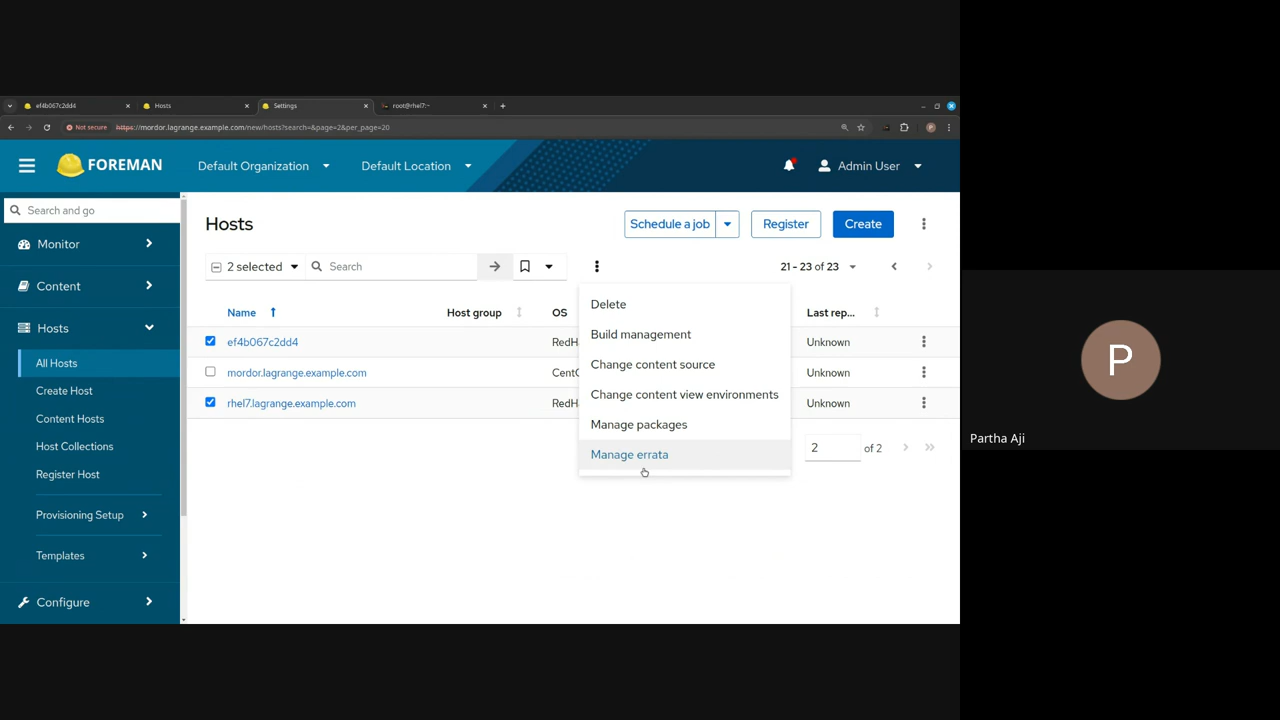 ef4b067c2dd4
Hosts
Settings
root@rhel7:~
Not secure
https://mordor.lagrange.example.com/new/hosts?search=&page=2&per_page=20
FOREMAN
Default Organization
Default Location
Admin User
Search and go
Monitor
Content
Hosts
All Hosts
Create Host
Content Hosts
Host Collections
Register Host
Provisioning Setup
Templates
Configure
Hosts
Schedule a job
Register
Create
2 selected
Search
21 - 23 of 23
Name
Host group
OS
Last rep...
ef4b067c2dd4
RedH
Unknown
mordor.lagrange.example.com
CentO
Unknown
rhel7.lagrange.example.com
RedH
Unknown
Delete
Build management
Change content source
Change content view environments
Manage packages
Manage errata
2
of 2
P
P
Partha Aji